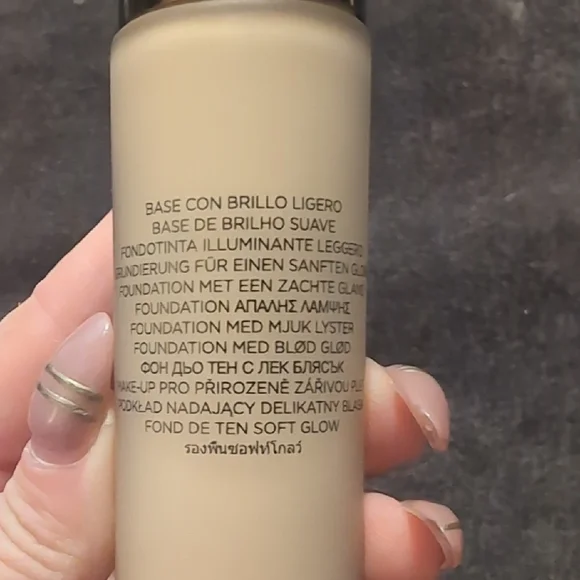 BASE CON BRILLO LIGERO
BASE DE BRILHO SUAVE
FONDOTINTA ILLUMINANTE LEGGERO
GRUNDIERUNG FÜR EINEN SANFTEN GLOW
FOUNDATION MET EEN ZACHTE GLANS
FOUNDATION ΑΠΑΛΗΣ ΛΑΜΨΗΣ
FOUNDATION MED MJUK LYSTER
FOUNDATION MED BLØD GLØD
ФОН ДЬО ТЕН С ЛЕК БЛЯСЪК
MAKE-UP PRO PŘIROZENĚ ZÁŘIVOU
PODKŁAD NADAJĄCY DELIKATNY BLASK
FOND DE TEN SOFT GLOW
รองพื้นซอฟท์โกลว์